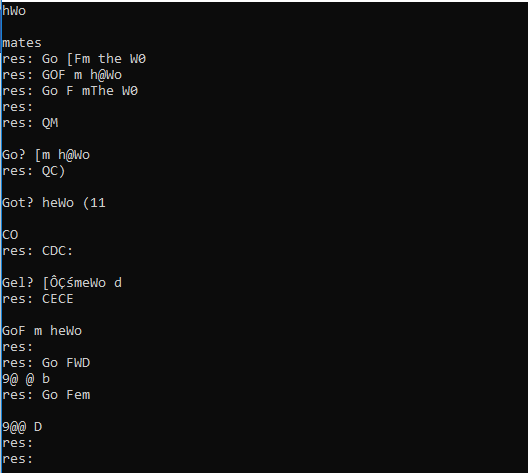 hWo
mates
res: Go [Fm the W0
res: GOF m h@Wo
res: Go F mThe W0
res:
res: QM
Go? [m h@Wo
res: QC)
Got? heWo (11
CO
res: CDC:
Gel? [ÔÇśmeWo d
res: CECE
GoF m heWo
res:
res: Go FWD
9@ @ b
res: Go Fem
9@@ D
res:
res: